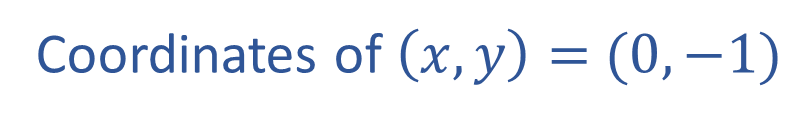 Coordinates of (x, y) = (0, −1)